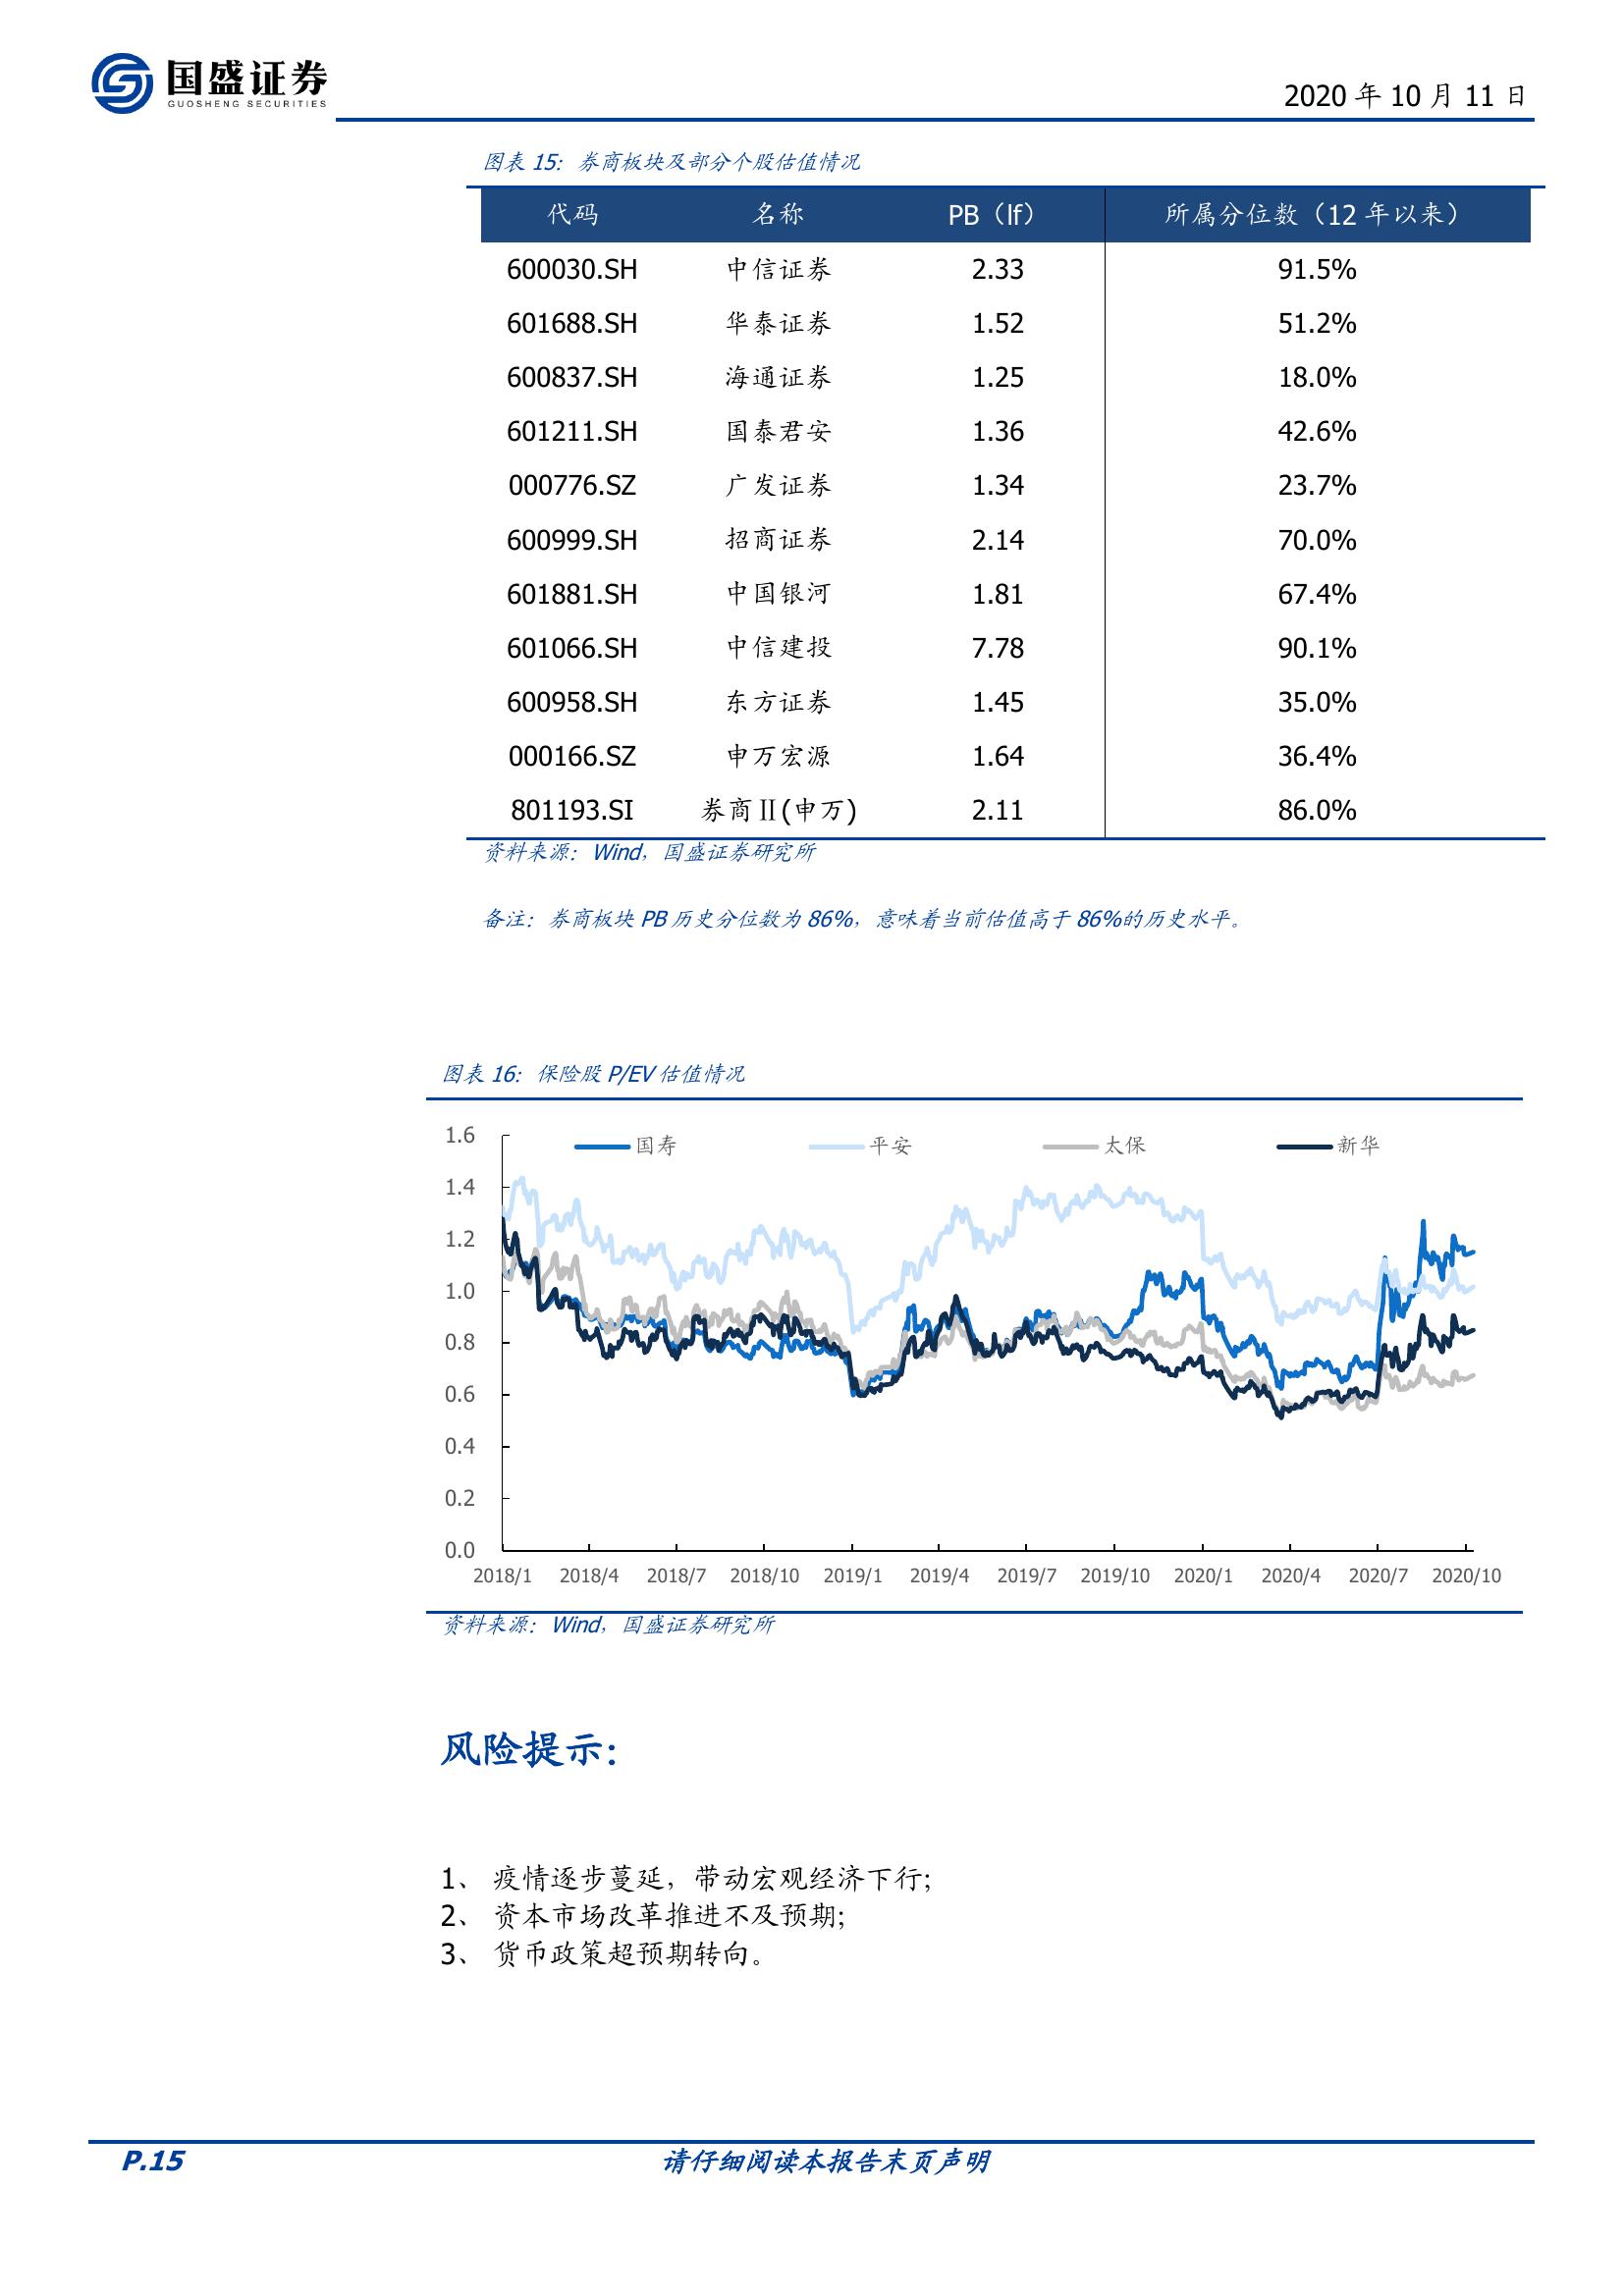 国盛证券
GUOSHENG SECURITIES
2020 年 10 月 11 日
图表 15：券商板块及部分个股估值情况
代码 名称 PB（lf） 所属分位数（12 年以来）
600030.SH 中信证券 2.33 91.5%
601688.SH 华泰证券 1.52 51.2%
600837.SH 海通证券 1.25 18.0%
601211.SH 国泰君安 1.36 42.6%
000776.SZ 广发证券 1.34 23.7%
600999.SH 招商证券 2.14 70.0%
601881.SH 中国银河 1.81 67.4%
601066.SH 中信建投 7.78 90.1%
600958.SH 东方证券 1.45 35.0%
000166.SZ 申万宏源 1.64 36.4%
801193.SI 券商Ⅱ(申万) 2.11 86.0%
资料来源：Wind，国盛证券研究所
备注：券商板块 PB 历史分位数为 86%，意味着当前估值高于 86%的历史水平。
图表 16：保险股 P/EV 估值情况
国寿 平安 太保 新华
1.6
1.4
1.2
1.0
0.8
0.6
0.4
0.2
0.0
2018/1 2018/4 2018/7 2018/10 2019/1 2019/4 2019/7 2019/10 2020/1 2020/4 2020/7 2020/10
资料来源：Wind，国盛证券研究所
风险提示：
1、 疫情逐步蔓延，带动宏观经济下行；
2、 资本市场改革推进不及预期；
3、 货币政策超预期转向。
P.15 请仔细阅读本报告末页声明